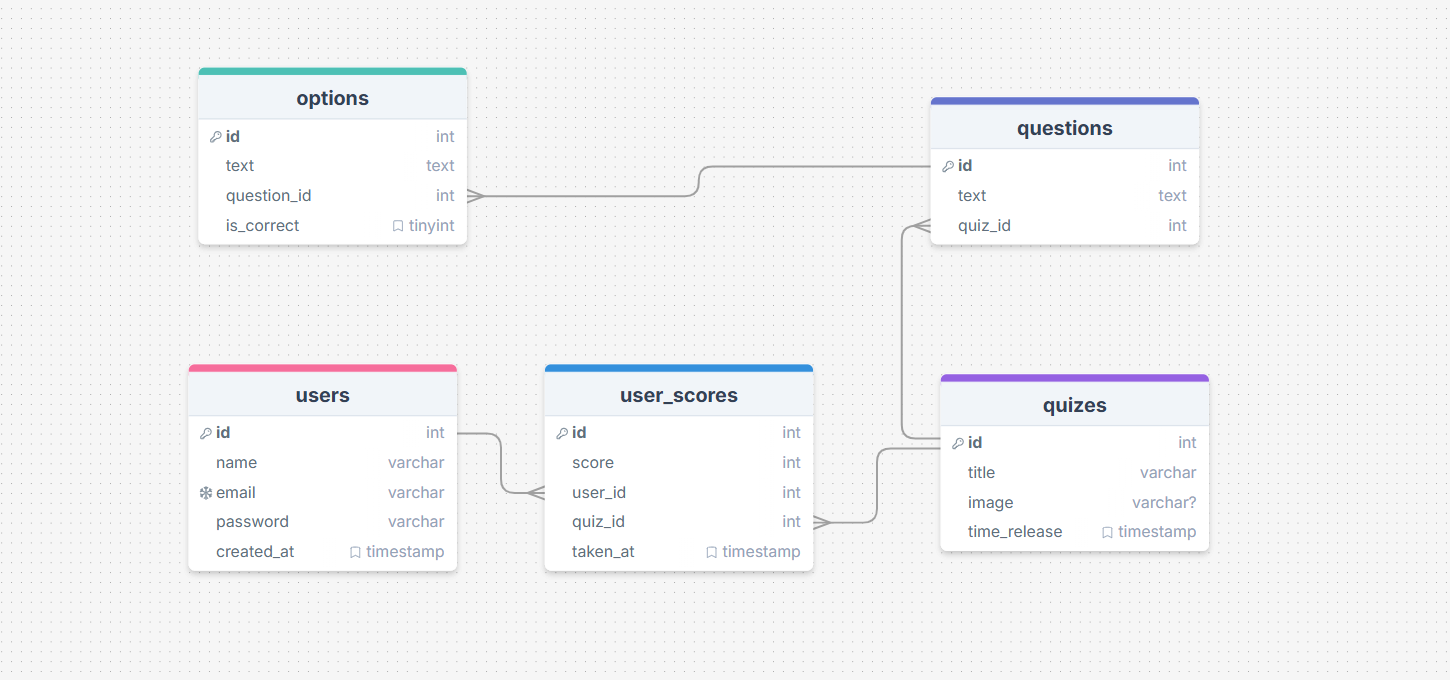 options
id int
text text
question_id int
is_correct tinyint
questions
id int
text text
quiz_id int
users
id int
name varchar
email varchar
password varchar
created_at timestamp
user_scores
id int
score int
user_id int
quiz_id int
taken_at timestamp
quizes
id int
title varchar
image varchar?
time_release timestamp